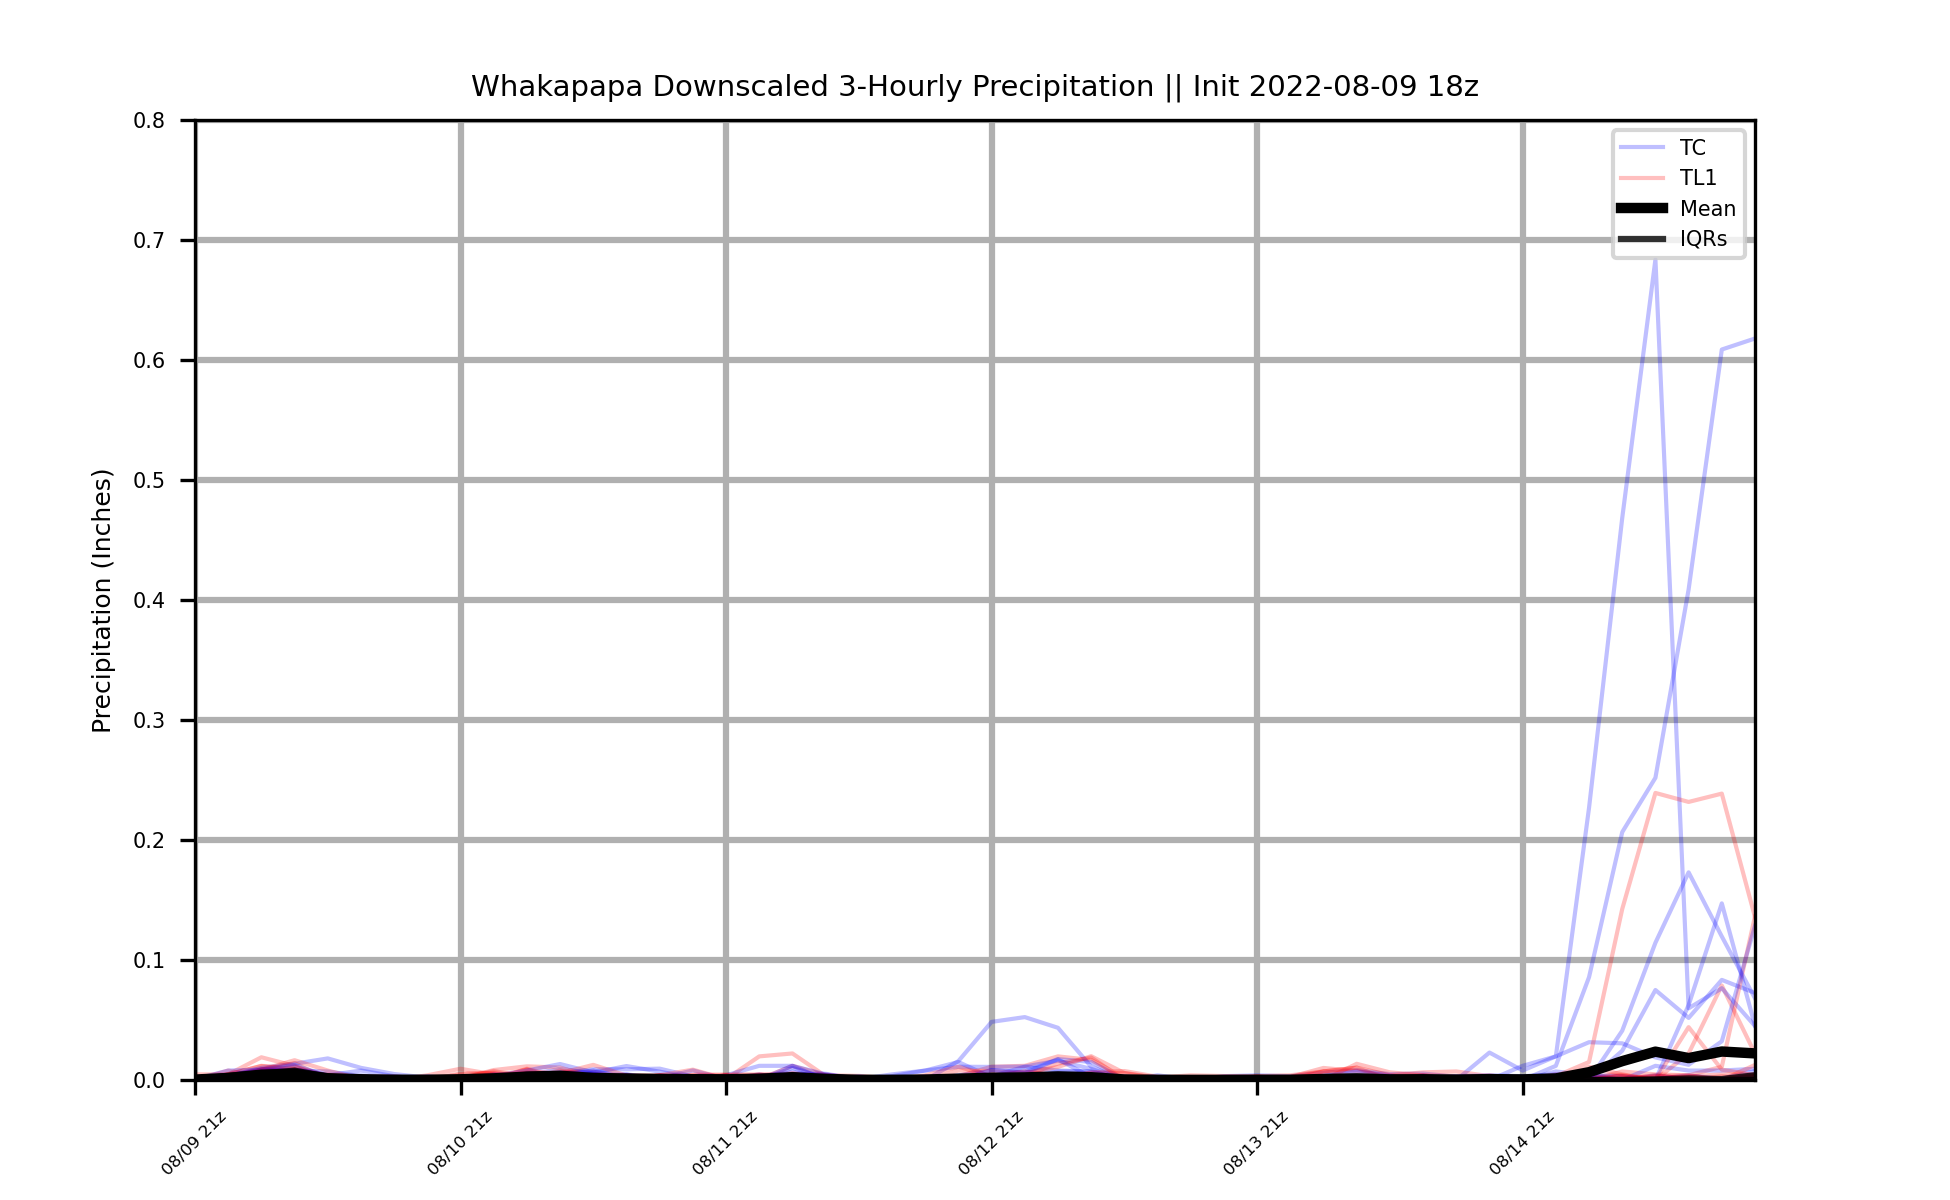 Whakapapa Downscaled 3-Hourly Precipitation || Init 2022-08-09 18z
TC
TL1
Mean
IQRs
Precipitation (Inches)
0.8
0.7
0.6
0.5
0.4
0.3
0.2
0.1
0.0
08/09 21z
08/10 21z
08/11 21z
08/12 21z
08/13 21z
08/14 21z